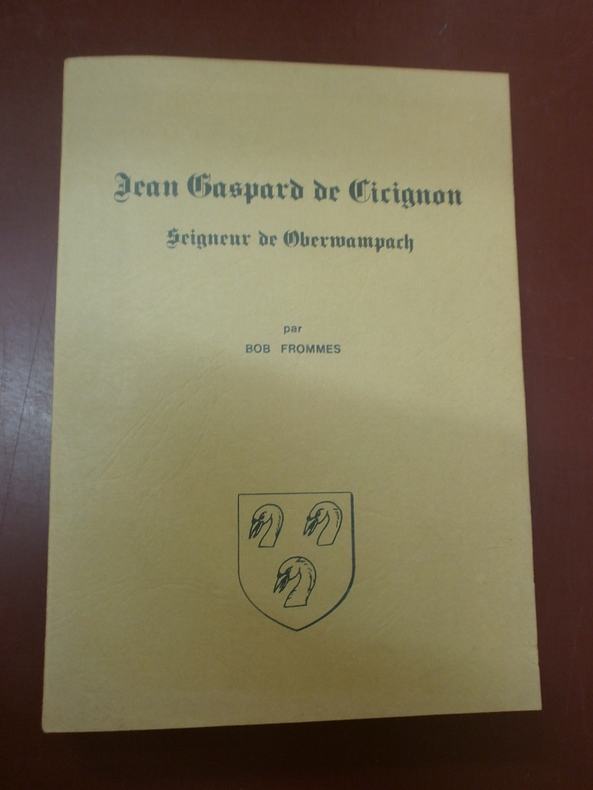 Jean Gaspard de Cicignon
Seigneur de Oberwampach
par
BOB FROMMES